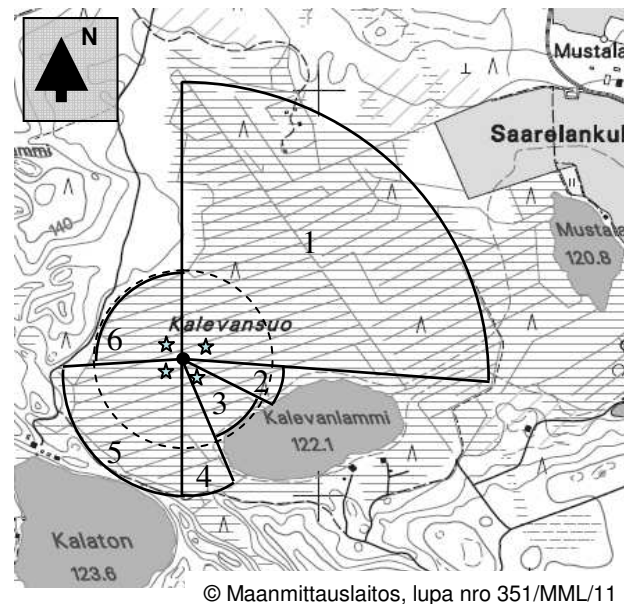 N
Mustala
Saarelankul
lammi
140
1
Mustala
120.8
Kalevansuo
6
2
3
Kalevanlammi
122.1
5
4
Kalaton
123.6
© Maanmittauslaitos, lupa nro 351/MML/11